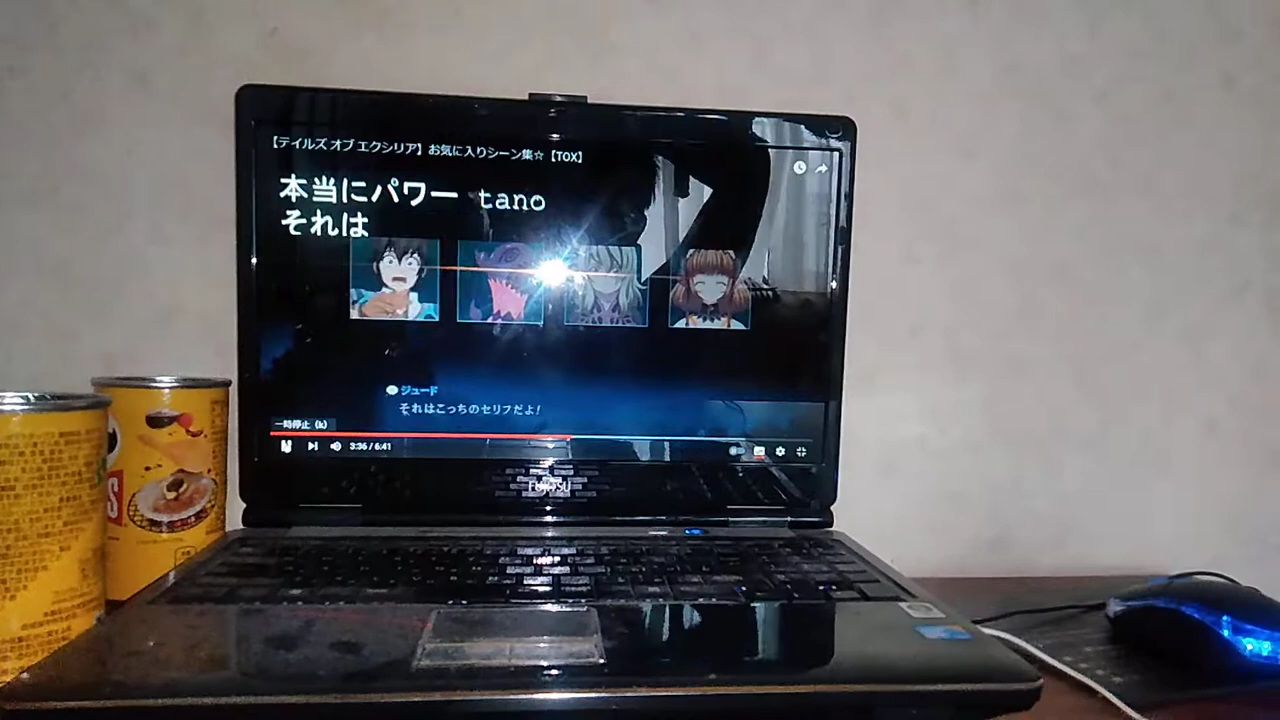 【テイルズ オブ エクシリア】お気に入りシーン集☆【TOX】
本当にパワー tano
それは
ジュード
それはこっちのセリフだよ!
一時停止 (k)
3:36 / 6:41
FUJITSU